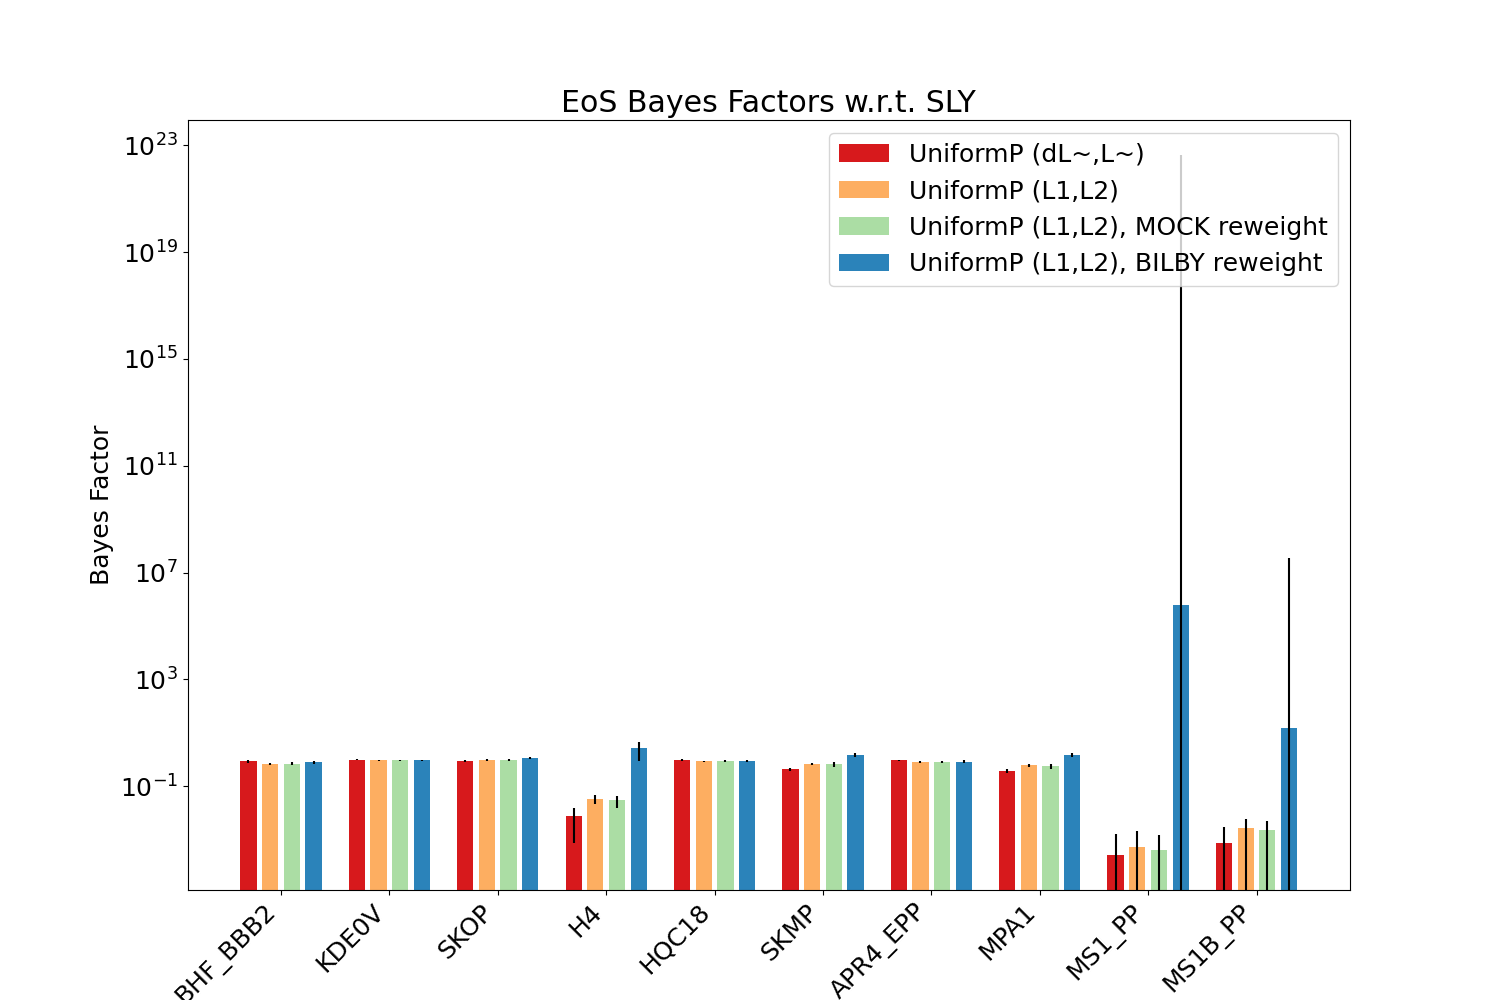 EoS Bayes Factors w.r.t. SLY
10^23
10^19
10^15
10^11
10^7
10^3
10^−1
Bayes Factor
UniformP (dL~,L~)
UniformP (L1,L2)
UniformP (L1,L2), MOCK reweight
UniformP (L1,L2), BILBY reweight
BHF_BBB2
KDE0V
SKOP
H4
HQC18
SKMP
APR4_EPP
MPA1
MS1_PP
MS1B_PP